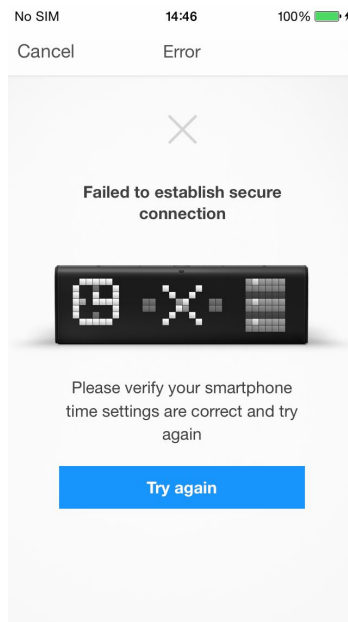 No SIM 14:46 100%
Cancel Error
Failed to establish secure
connection
Please verify your smartphone
time settings are correct and try
again
Try again